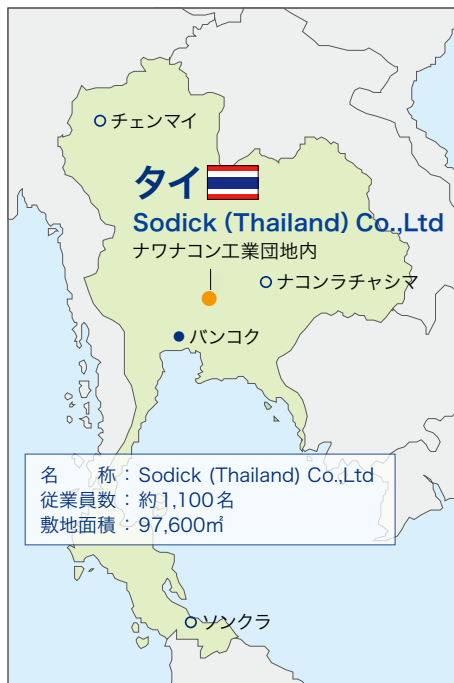 チェンマイ
タイ
Sodick (Thailand) Co.,Ltd
ナワナコン工業団地内
ナコンラチャシマ
バンコク
名　　称：Sodick (Thailand) Co.,Ltd
従業員数：約1,100名
敷地面積：97,600㎡
ソンクラ